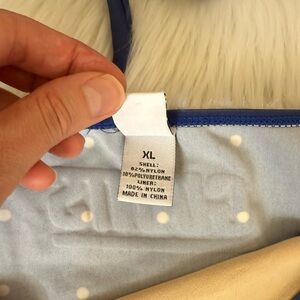 XL
SHELL:
82%NYLON
18%POLYURETHANE
LINER:
100% NYLON
MADE IN CHINA